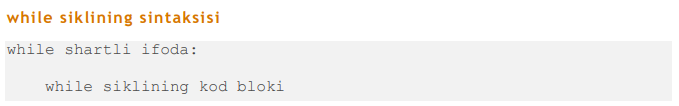 while siklining sintaksisi
while shartli ifoda:
while siklining kod bloki